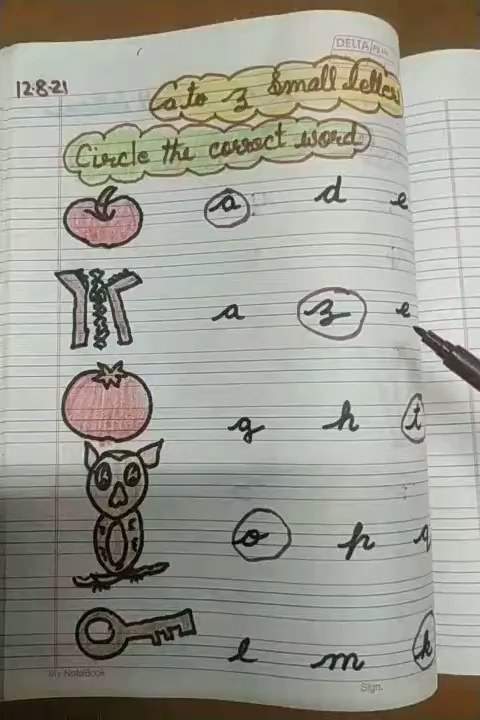 DELTA
12-8-21
a to z Small letters
Circle the correct word
a d e
a z e
g h t
o p q
l m k
My NoteBook
Sign.